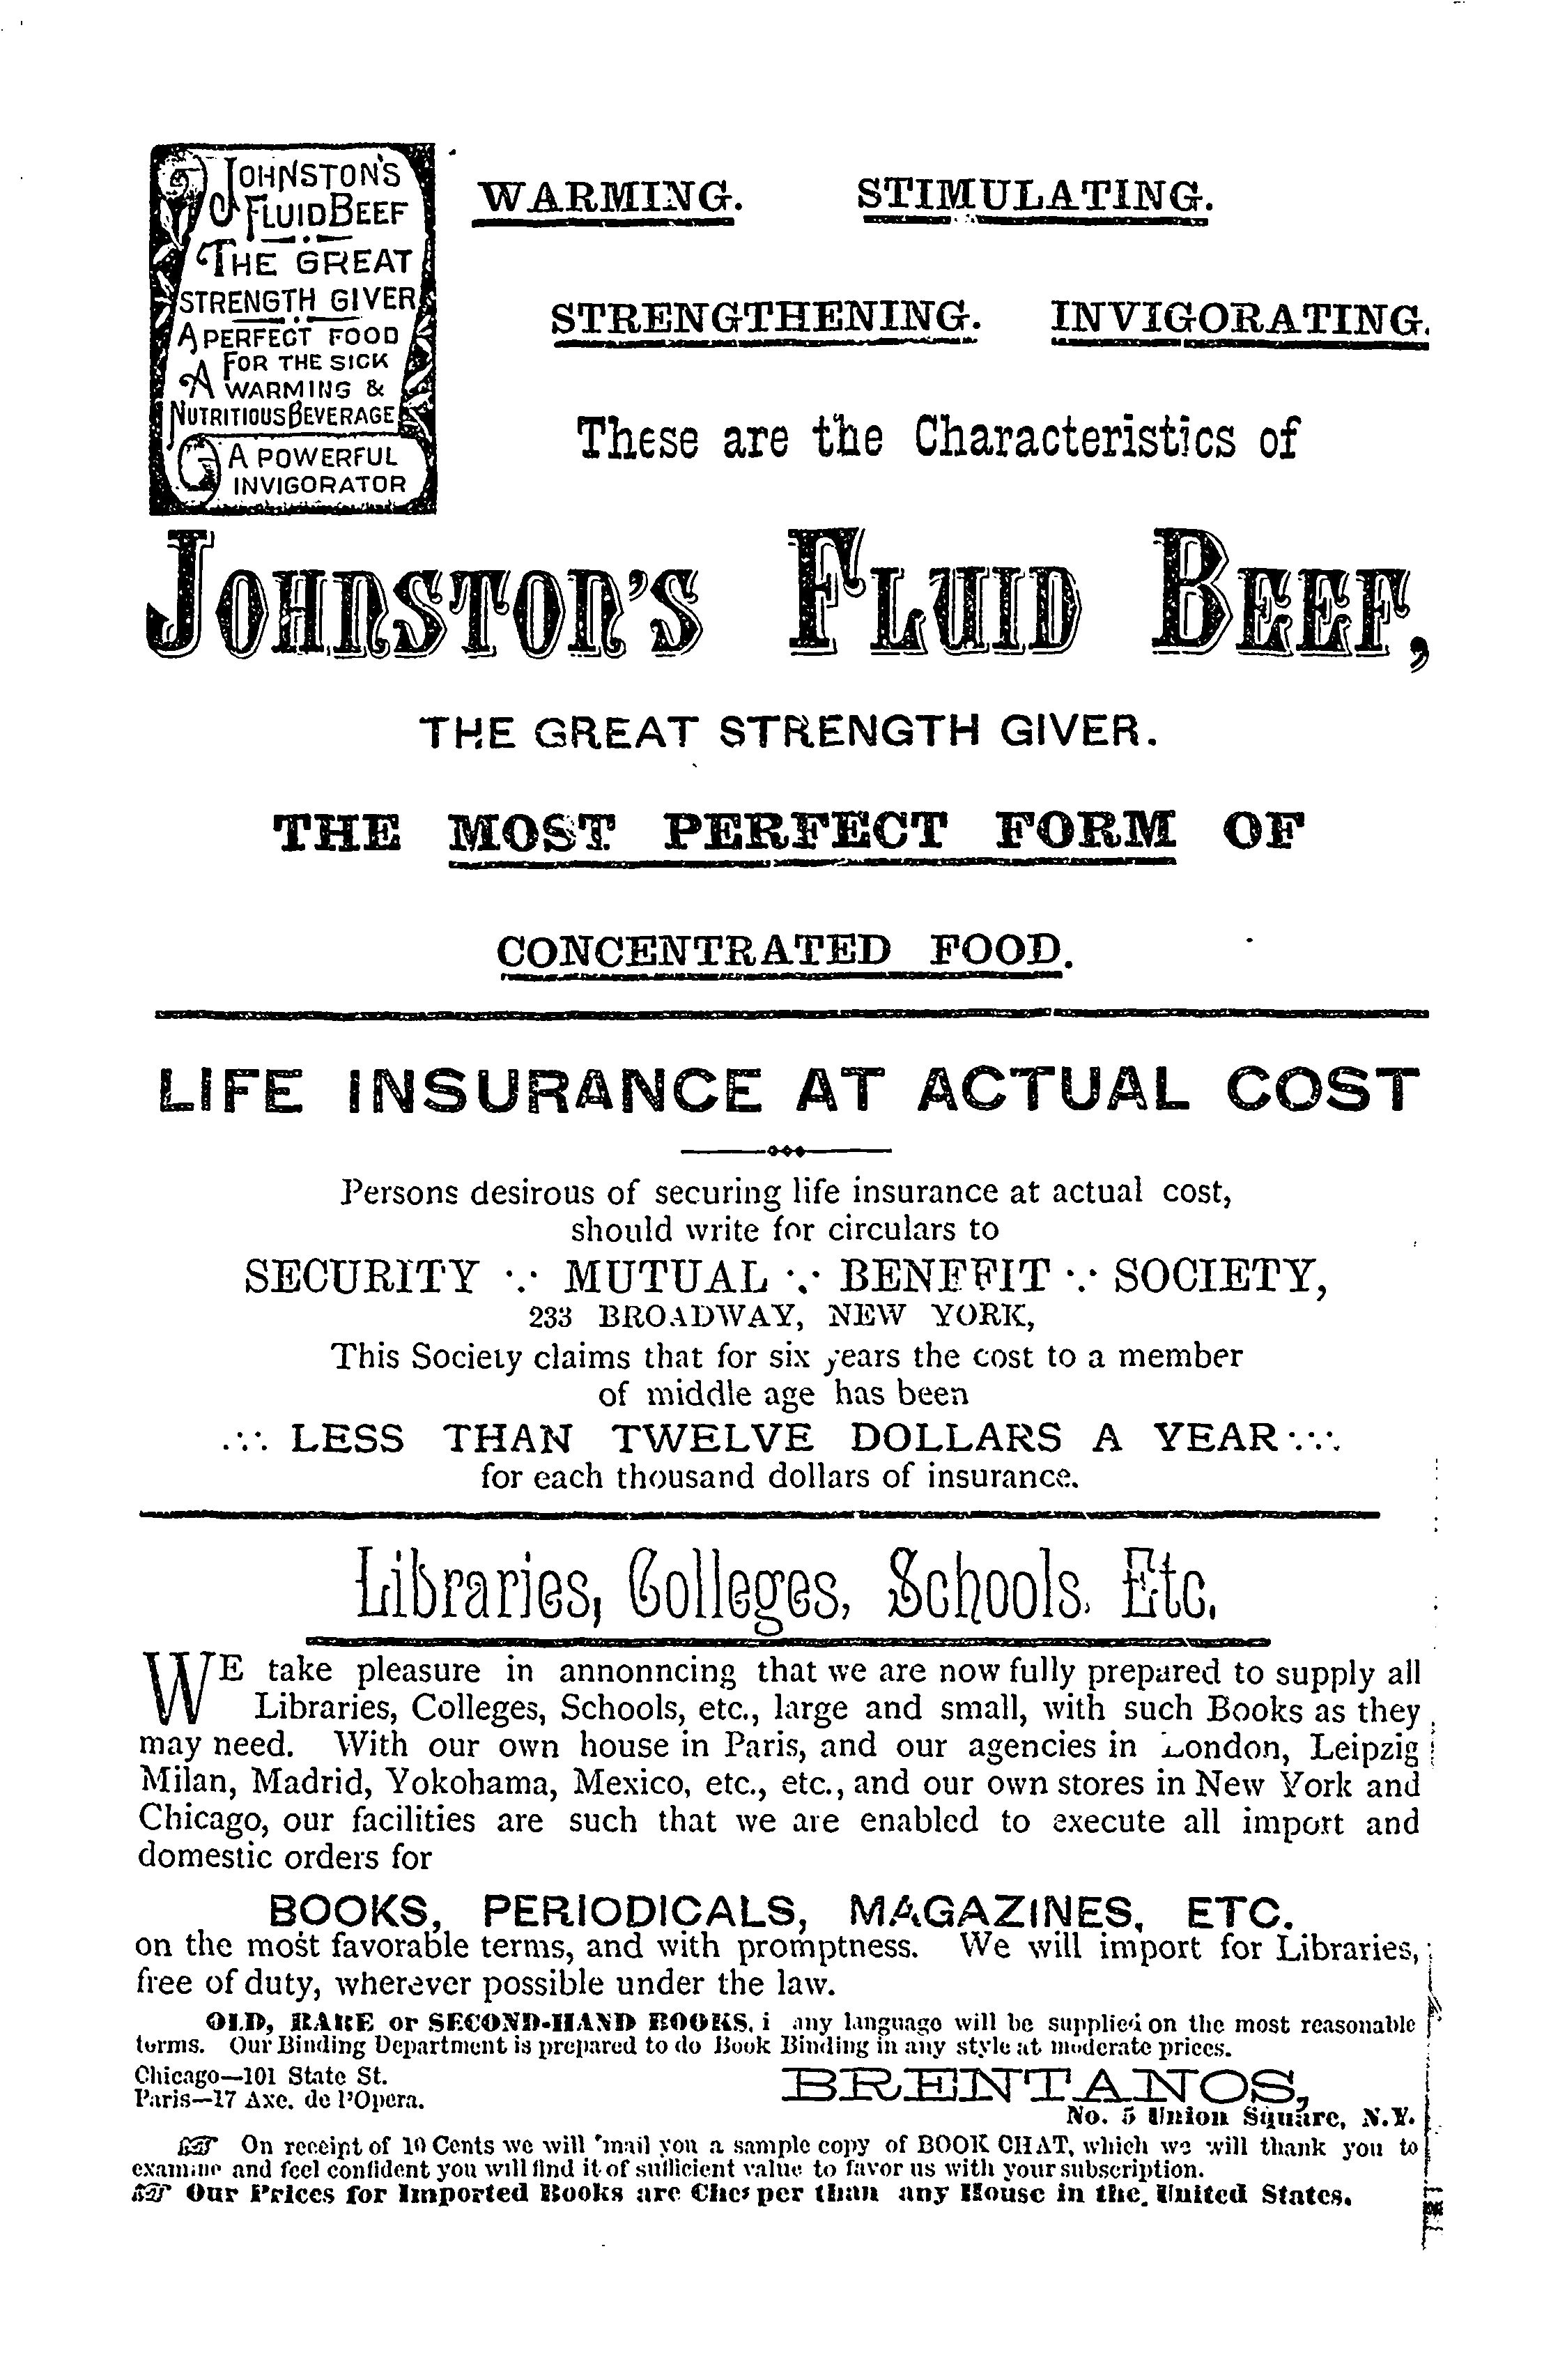 JOHNSTON'S
FLUID BEEF
THE GREAT
STRENGTH GIVER
A PERFECT FOOD
FOR THE SICK
A WARMING &
NUTRITIOUS BEVERAGE
A POWERFUL
INVIGORATOR
WARMING. STIMULATING.
STRENGTHENING. INVIGORATING.
These are the Characteristics of
JOHNSTON'S FLUID BEEF,
THE GREAT STRENGTH GIVER.
THE MOST PERFECT FORM OF
CONCENTRATED FOOD.
LIFE INSURANCE AT ACTUAL COST
Persons desirous of securing life insurance at actual cost,
should write for circulars to
SECURITY ∵ MUTUAL ∵ BENEFIT ∵ SOCIETY,
233 BROADWAY, NEW YORK,
This Society claims that for six years the cost to a member
of middle age has been
LESS THAN TWELVE DOLLARS A YEAR
for each thousand dollars of insurance.
Libraries, Colleges, Schools, Etc.
WE take pleasure in annonncing that we are now fully prepared to supply all
Libraries, Colleges, Schools, etc., large and small, with such Books as they
may need. With our own house in Paris, and our agencies in London, Leipzig
Milan, Madrid, Yokohama, Mexico, etc., etc., and our own stores in New York and
Chicago, our facilities are such that we are enabled to execute all import and
domestic orders for
BOOKS, PERIODICALS, MAGAZINES, ETC.
on the most favorable terms, and with promptness. We will import for Libraries,
free of duty, wherever possible under the law.
OLD, RARE or SECOND-HAND BOOKS, i any language will be supplied on the most reasonable
terms. Our Binding Department is prepared to do Book Binding in any style at moderate prices.
Chicago—101 State St.
Paris—17 Axe. de l'Opera.
BRENTANOS,
No. 5 Union Square, N.Y.
☞ On receipt of 10 Cents we will mail you a sample copy of BOOK CHAT, which we will thank you to
examine and feel confident you will find it of sufficient value to favor us with your subscription.
☞ Our Prices for Imported Books are Cheaper than any House in the United States.